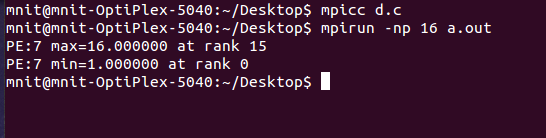 mnit@mnit-OptiPlex-5040:~/Desktop$ mpicc d.c
mnit@mnit-OptiPlex-5040:~/Desktop$ mpirun -np 16 a.out
PE:7 max=16.000000 at rank 15
PE:7 min=1.000000 at rank 0
mnit@mnit-OptiPlex-5040:~/Desktop$